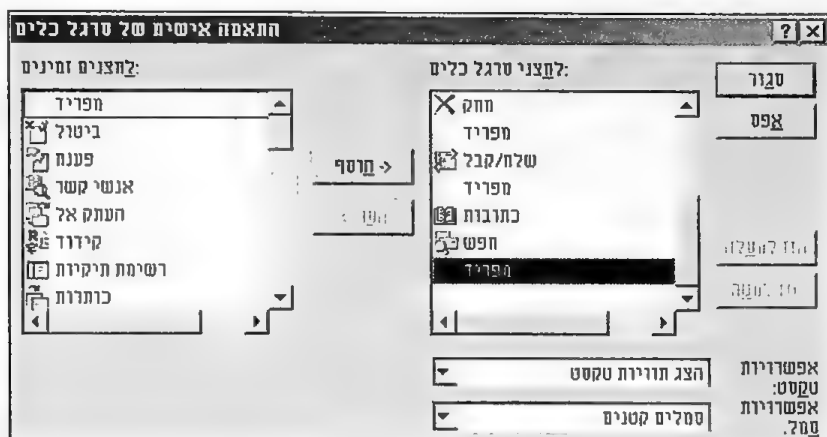 התאמה אישית של סרגל כלים
:לחצני סרגל כלים
מחק
מפריד
שלח/קבל
מפריד
כתובות
חפש
מפריד
:לחצנים זמינים
מפריד
ביטול
פענח
אנשי קשר
העתק אל
קידוד
רשימת תיקיות
כותרות
הוסף <-
סגור
אפס
הזז למעלה
אפשרויות
טקסט:
הצג תוויות טקסט
אפשרויות
סמל:
סמלים קטנים